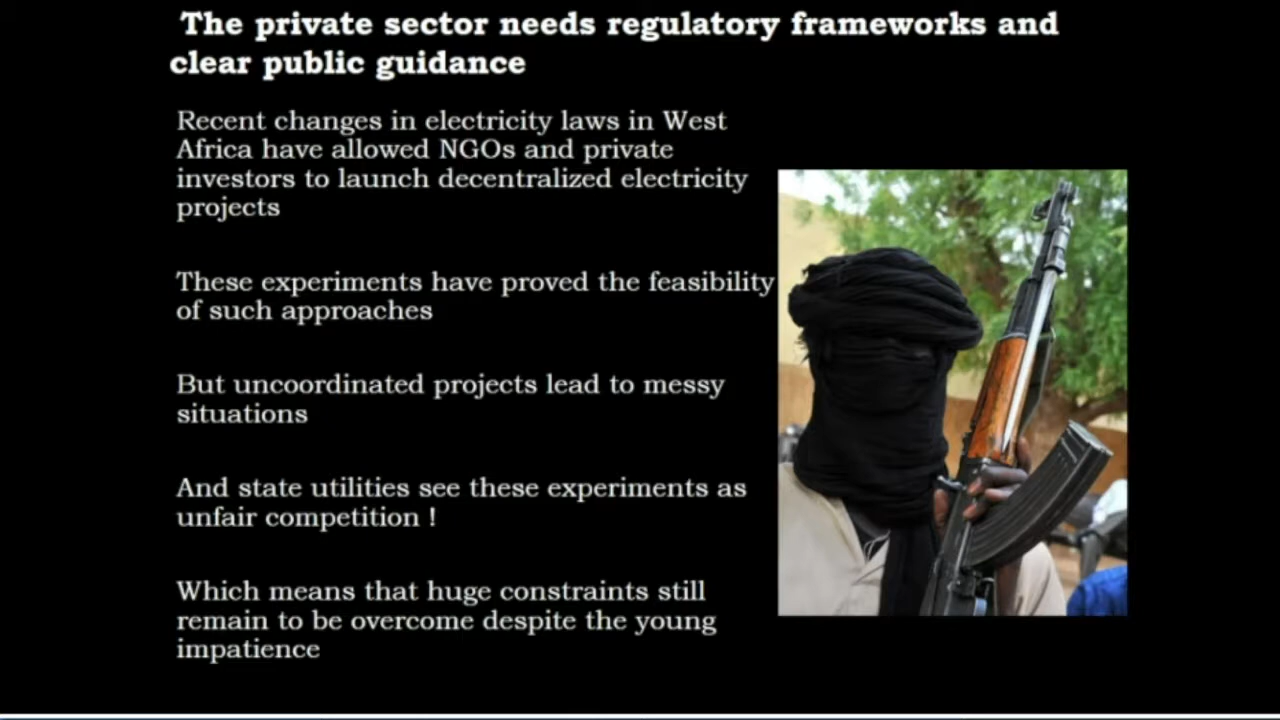 The private sector needs regulatory frameworks and
clear public guidance
Recent changes in electricity laws in West
Africa have allowed NGOs and private
investors to launch decentralized electricity
projects
These experiments have proved the feasibility
of such approaches
But uncoordinated projects lead to messy
situations
And state utilities see these experiments as
unfair competition !
Which means that huge constraints still
remain to be overcome despite the young
impatience